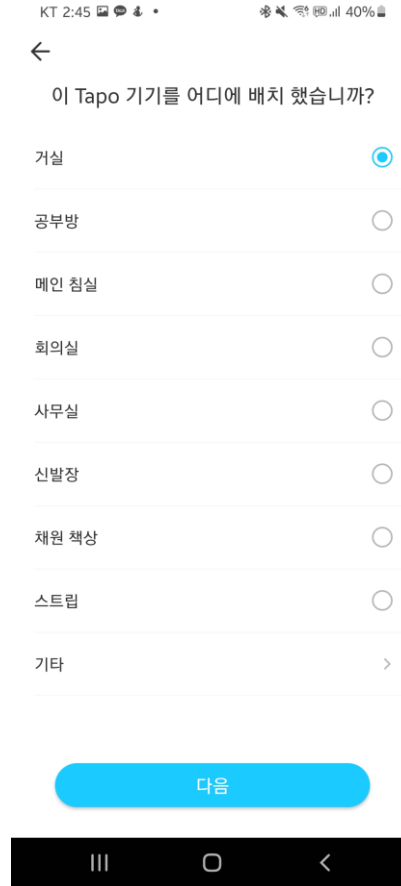 KT 2:45
40%
이 Tapo 기기를 어디에 배치 했습니까?
거실
공부방
메인 침실
회의실
사무실
신발장
채원 책상
스트립
기타
다음